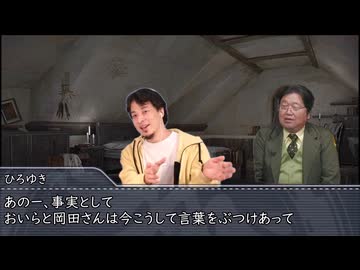 ひろゆき
あのー、事実として
おいらと岡田さんは今こうして言葉をぶつけあって